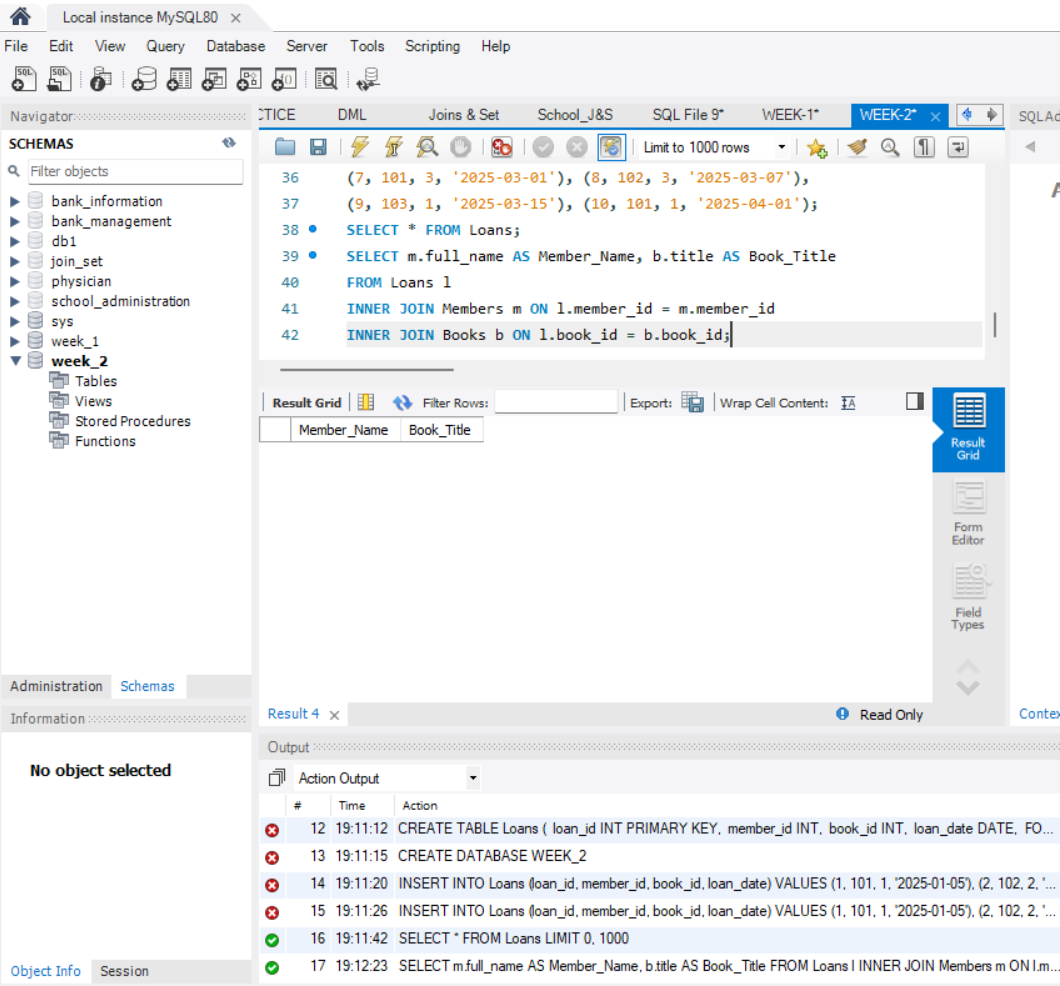 Local instance MySQL80
File Edit View Query Database Server Tools Scripting Help
Navigator
CTICE DML Joins & Set School_J&S SQL File 9* WEEK-1* WEEK-2*
SCHEMAS
Limit to 1000 rows
Filter objects
bank_information
bank_management
db1
join_set
physician
school_administration
sys
week_1
week_2
Tables
Views
Stored Procedures
Functions
36 (7, 101, 3, '2025-03-01'), (8, 102, 3, '2025-03-07'),
37 (9, 103, 1, '2025-03-15'), (10, 101, 1, '2025-04-01');
38 SELECT * FROM Loans;
39 SELECT m.full_name AS Member_Name, b.title AS Book_Title
40 FROM Loans l
41 INNER JOIN Members m ON l.member_id = m.member_id
42 INNER JOIN Books b ON l.book_id = b.book_id;
Result Grid Filter Rows: Export: Wrap Cell Content:
Member_Name Book_Title
Result
Grid
Form
Editor
Field
Types
Administration Schemas
Information
No object selected
Result 4
Read Only
Contex
Output
Action Output
# Time Action
12 19:11:12 CREATE TABLE Loans ( loan_id INT PRIMARY KEY, member_id INT, book_id INT, loan_date DATE, FO...
13 19:11:15 CREATE DATABASE WEEK_2
14 19:11:20 INSERT INTO Loans (loan_id, member_id, book_id, loan_date) VALUES (1, 101, 1, '2025-01-05'), (2, 102, 2, '...
15 19:11:26 INSERT INTO Loans (loan_id, member_id, book_id, loan_date) VALUES (1, 101, 1, '2025-01-05'), (2, 102, 2, '...
16 19:11:42 SELECT * FROM Loans LIMIT 0, 1000
17 19:12:23 SELECT m.full_name AS Member_Name, b.title AS Book_Title FROM Loans l INNER JOIN Members m ON l.m...
Object Info Session